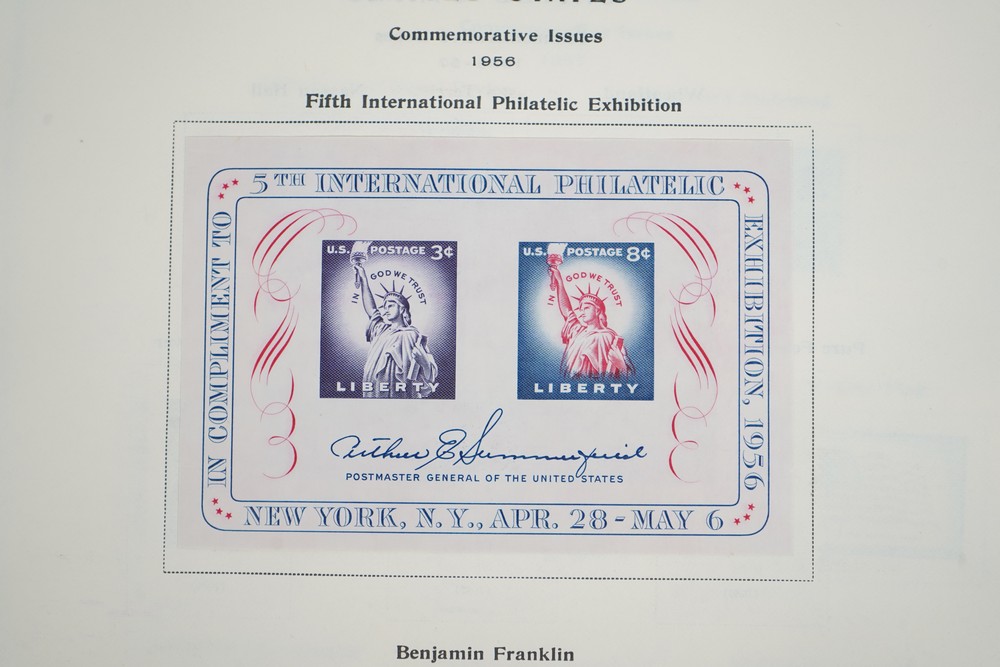 Commemorative Issues
1956
Fifth International Philatelic Exhibition
5TH INTERNATIONAL PHILATELIC
EXHIBITION, 1956
IN COMPLIMENT TO
U.S. POSTAGE 3¢
IN GOD WE TRUST
LIBERTY
U.S. POSTAGE 8¢
IN GOD WE TRUST
LIBERTY
Arthur E. Summerfield
POSTMASTER GENERAL OF THE UNITED STATES
NEW YORK, N.Y., APR. 28 - MAY 6
Benjamin Franklin